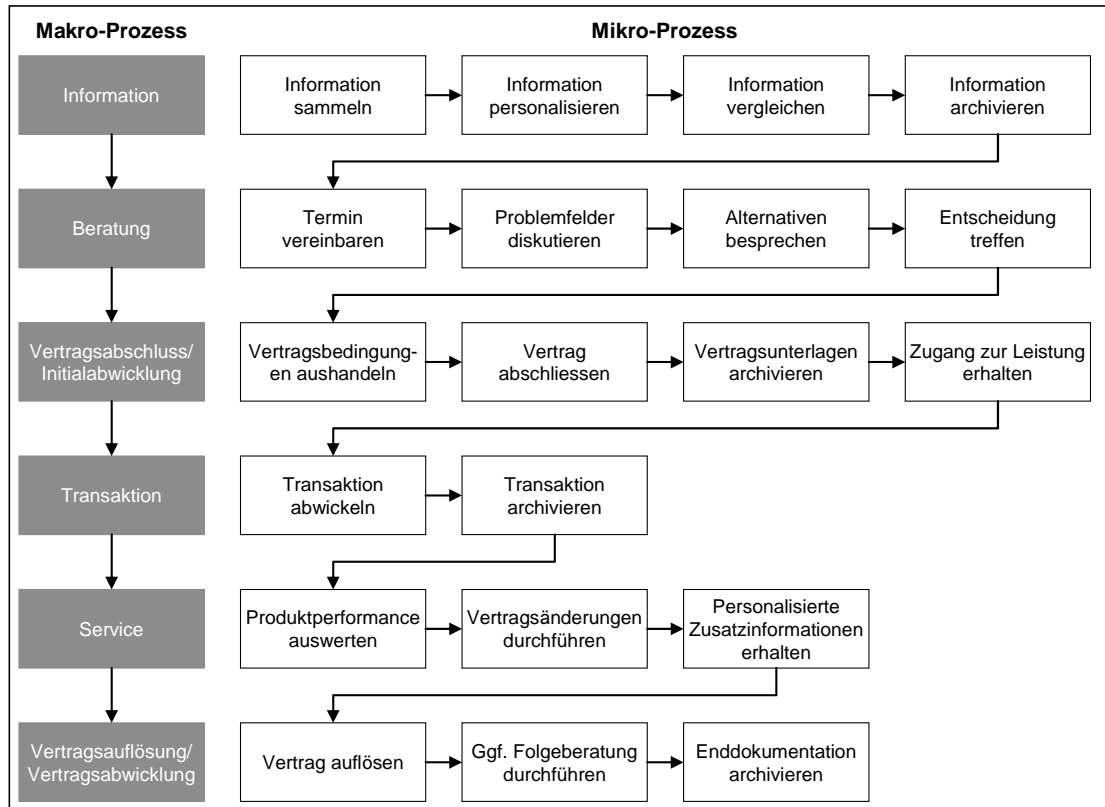 Makro-Prozess
Mikro-Prozess
Information
Information
sammeln
Information
personalisieren
Information
vergleichen
Information
archivieren
Beratung
Termin
vereinbaren
Problemfelder
diskutieren
Alternativen
besprechen
Entscheidung
treffen
Vertragsabschluss/
Initialabwicklung
Vertragsbedingung-
en aushandeln
Vertrag
abschliessen
Vertragsunterlagen
archivieren
Zugang zur Leistung
erhalten
Transaktion
Transaktion
abwickeln
Transaktion
archivieren
Service
Produktperformance
auswerten
Vertragsänderungen
durchführen
Personalisierte
Zusatzinformationen
erhalten
Vertragsauflösung/
Vertragsabwicklung
Vertrag auflösen
Ggf. Folgeberatung
durchführen
Enddokumentation
archivieren